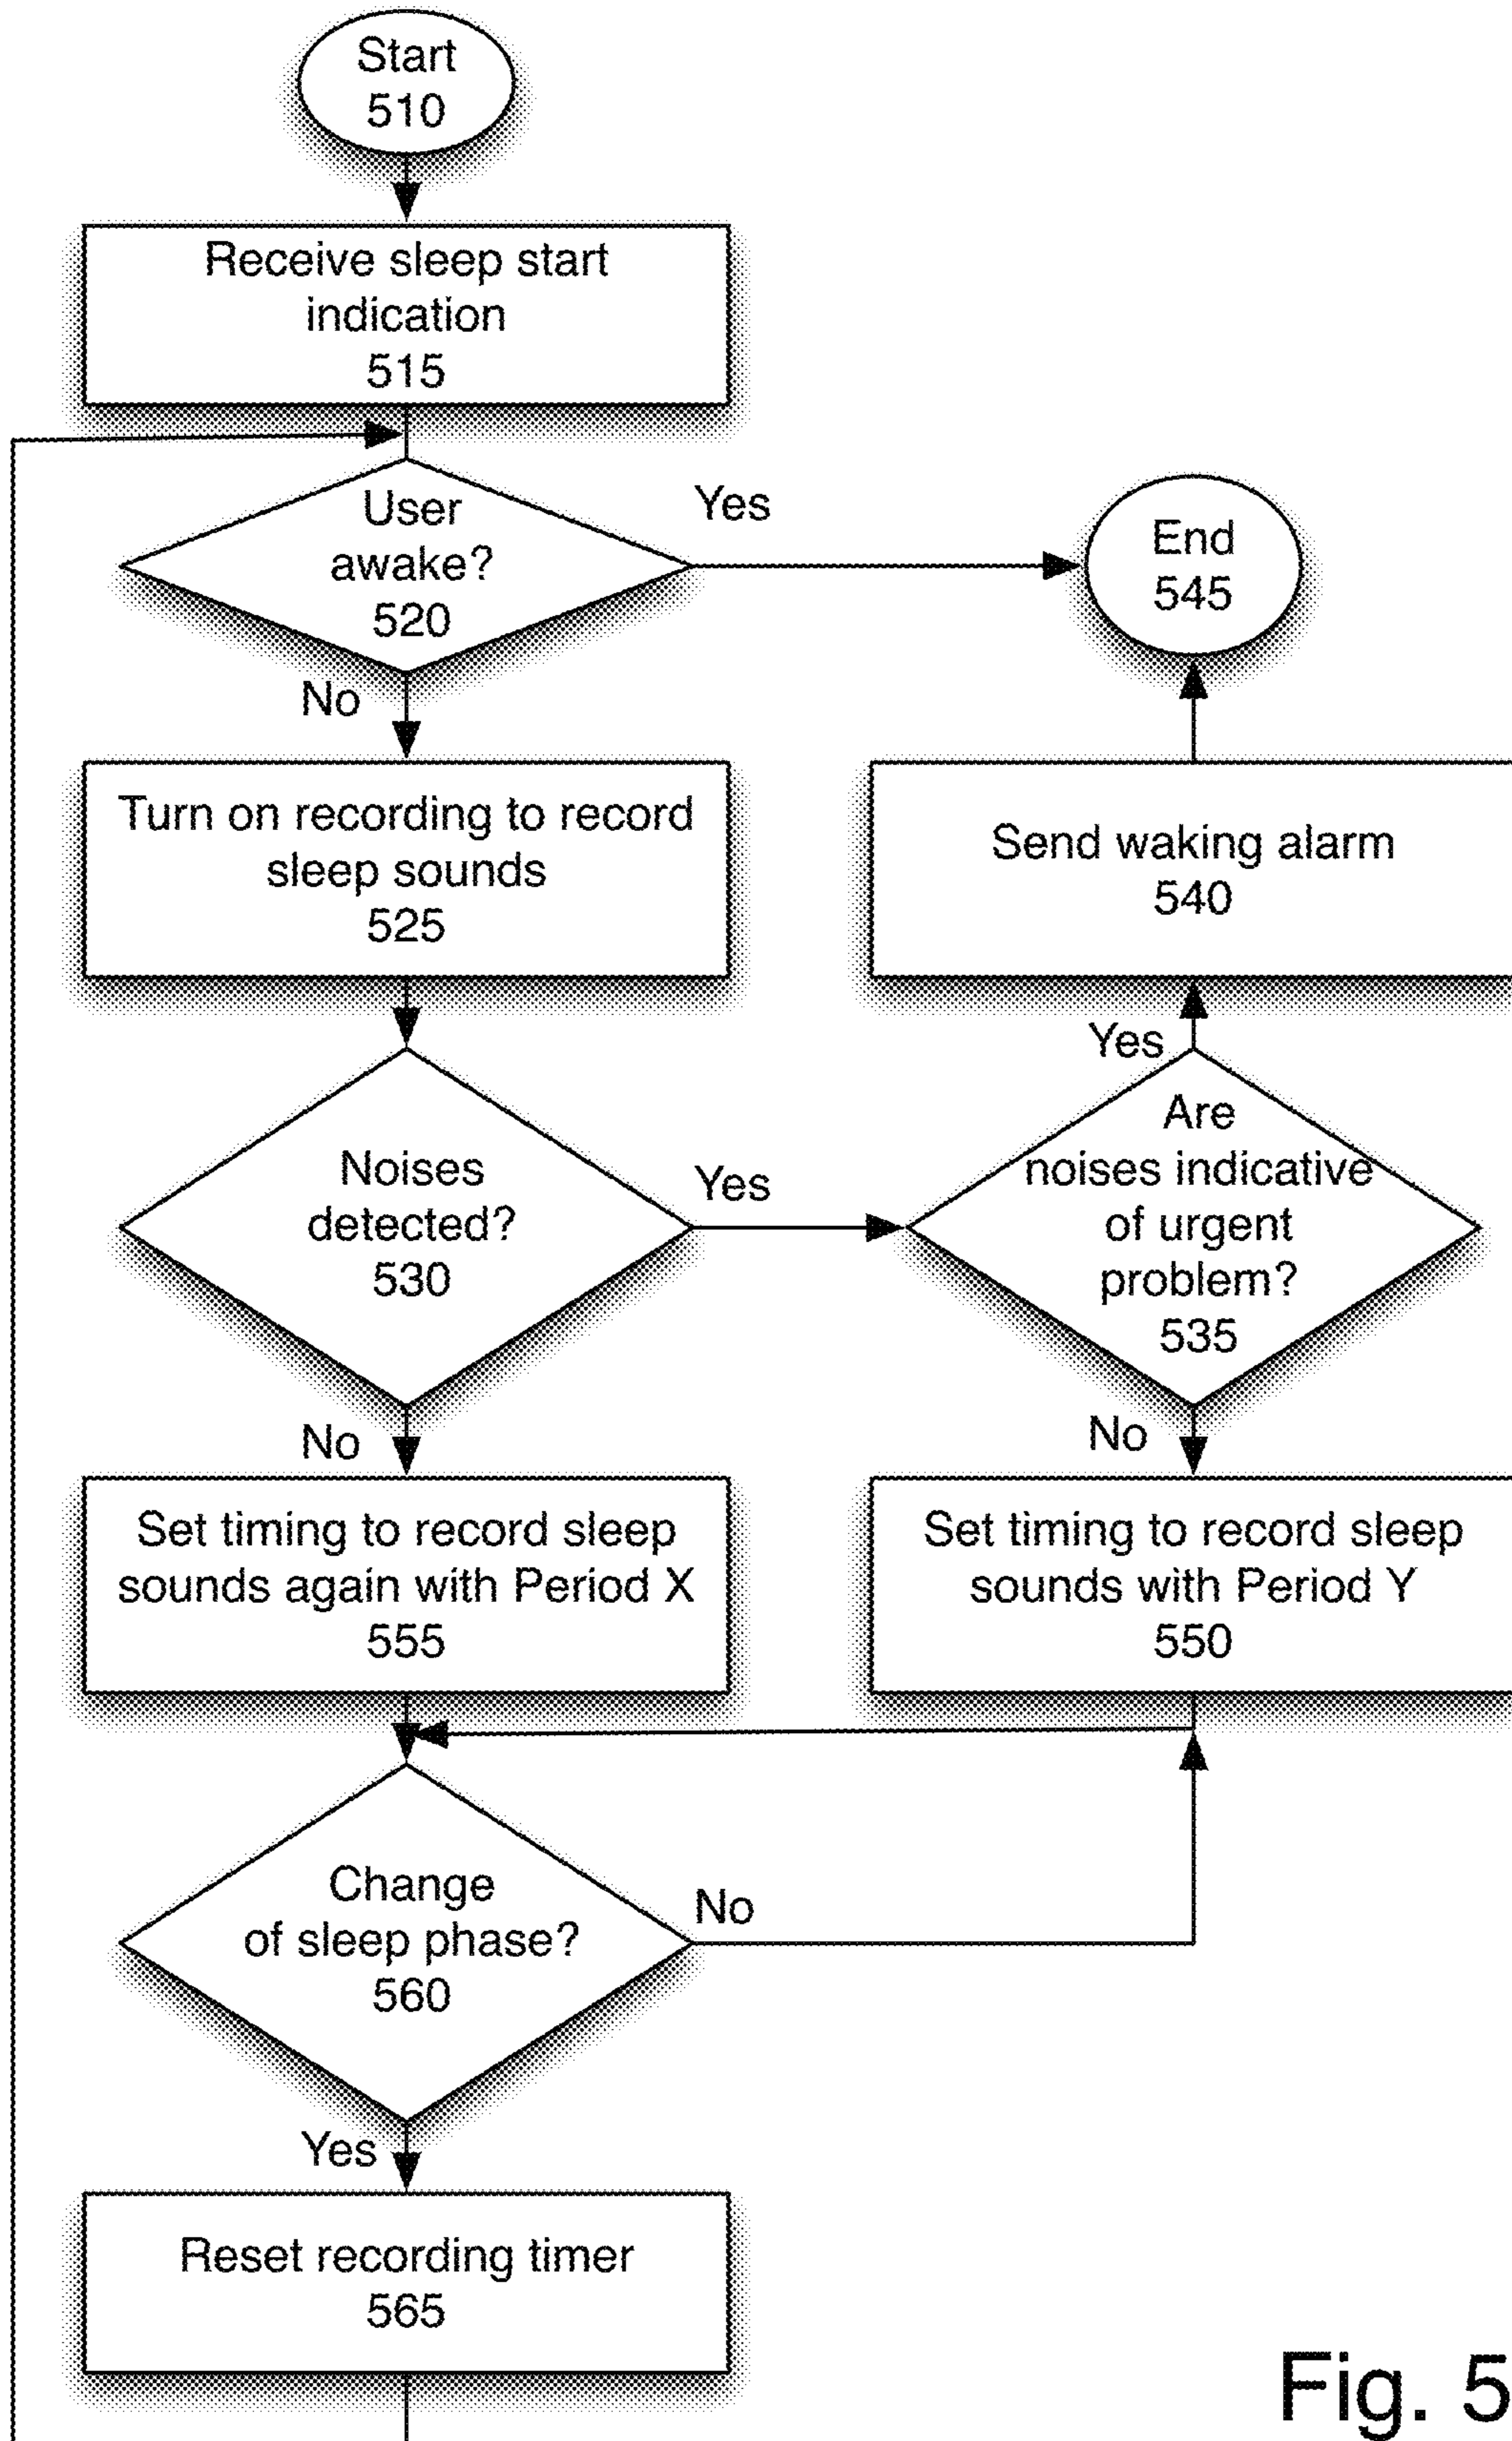 Start
510
Receive sleep start
indication
515
User
awake?
520
Yes
End
545
No
Turn on recording to record
sleep sounds
525
Send waking alarm
540
Yes
Noises
detected?
530
Yes
Are
noises indicative
of urgent
problem?
535
No
No
Set timing to record sleep
sounds again with Period X
555
Set timing to record sleep
sounds with Period Y
550
Change
of sleep phase?
560
No
Yes
Reset recording timer
565
Fig. 5